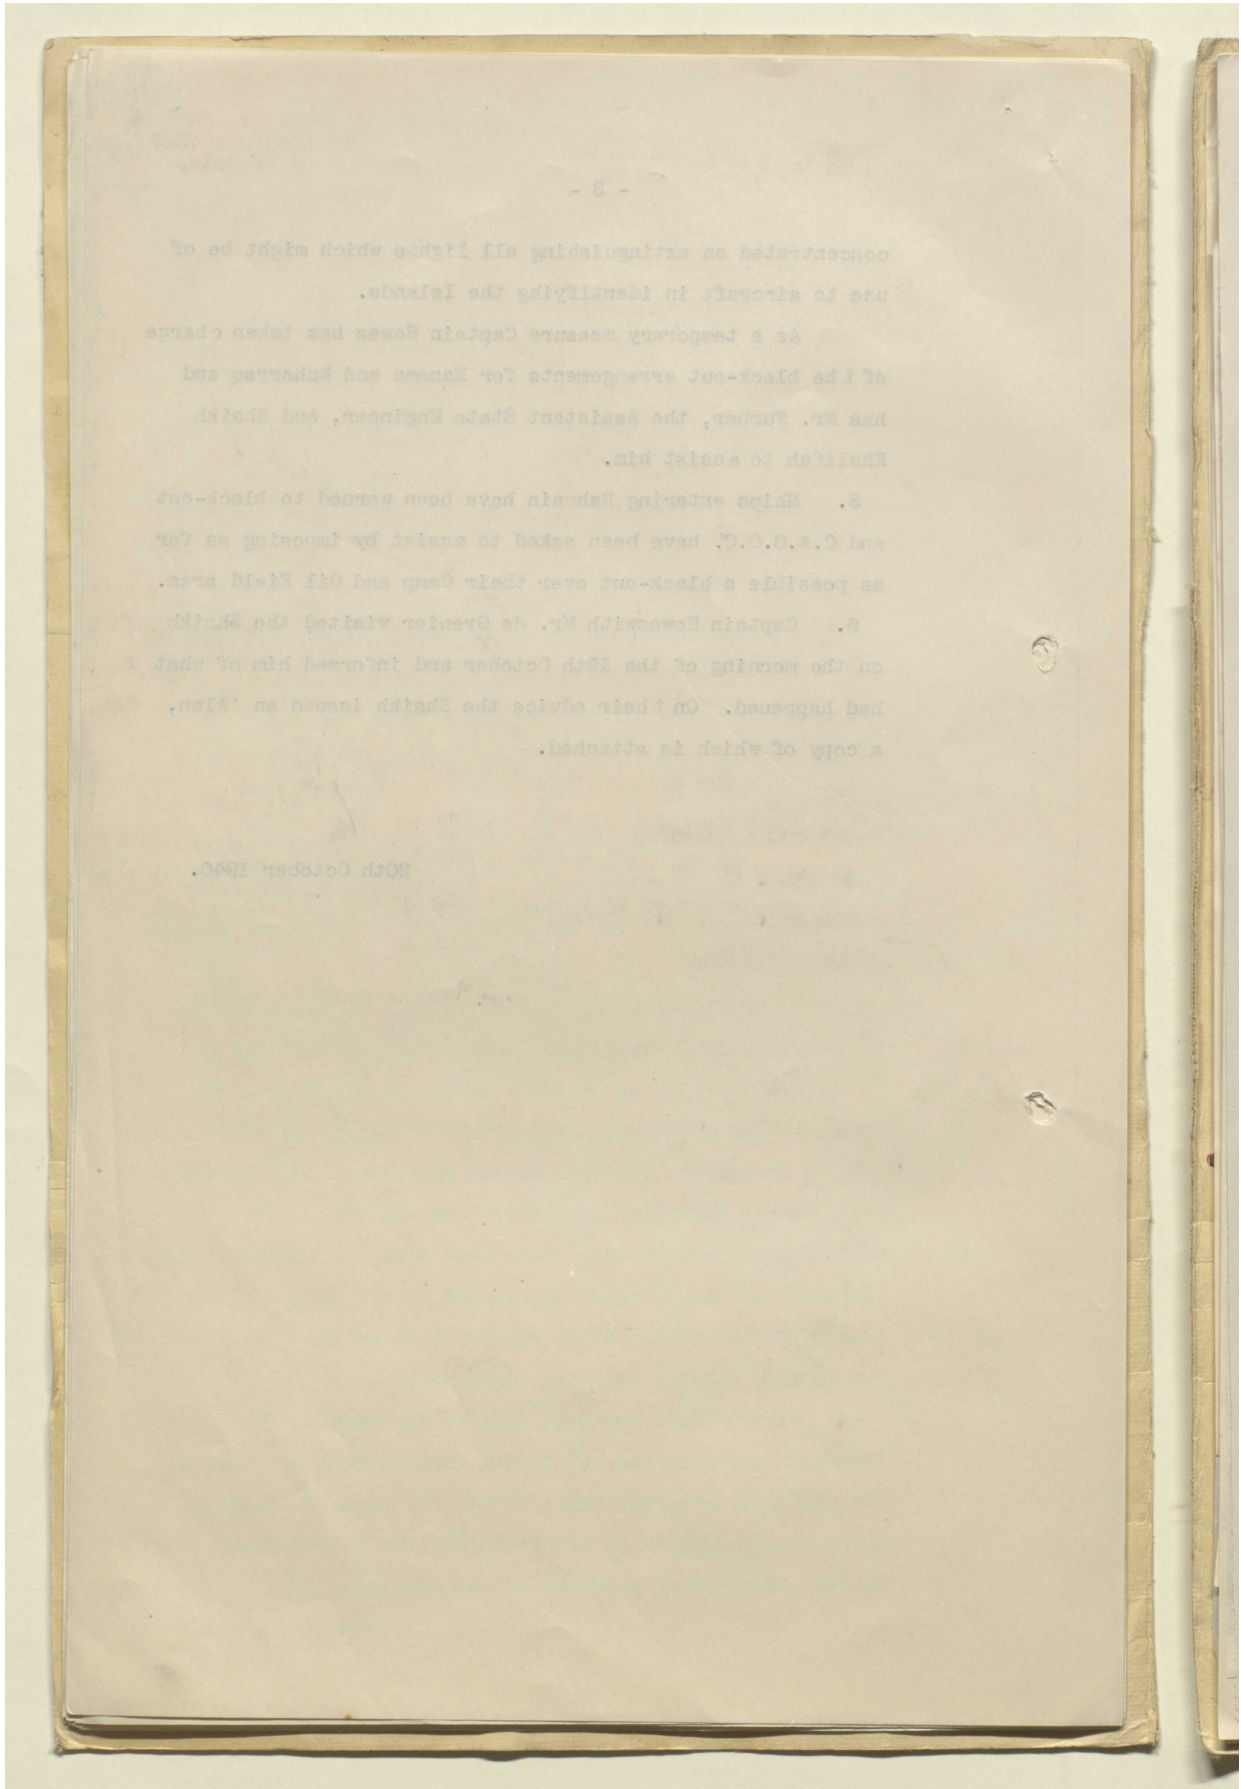 - 3 -
concentrated on extinguishing all lights which might be of
use to aircraft in identifying the Islands.
As a temporary measure Captain Howes has taken charge
of the black-out arrangements for Manama and Muharraq and
has Mr. Furber, the Assistant State Engineer, and Shaikh
Khalifah to assist him.
5. Ships entering Bahrain have been warned to black-out
and C.A.S.O.C. have been asked to assist by imposing as far
as possible a black-out over their Camp and Oil Field area.
6. Captain Howeswith Mr. de Grenier visited the Shaikh
on the morning of the 19th October and informed him of what
had happened. On their advice the Shaikh issued an 'Alan,
a copy of which is attached.
20th October 1940.